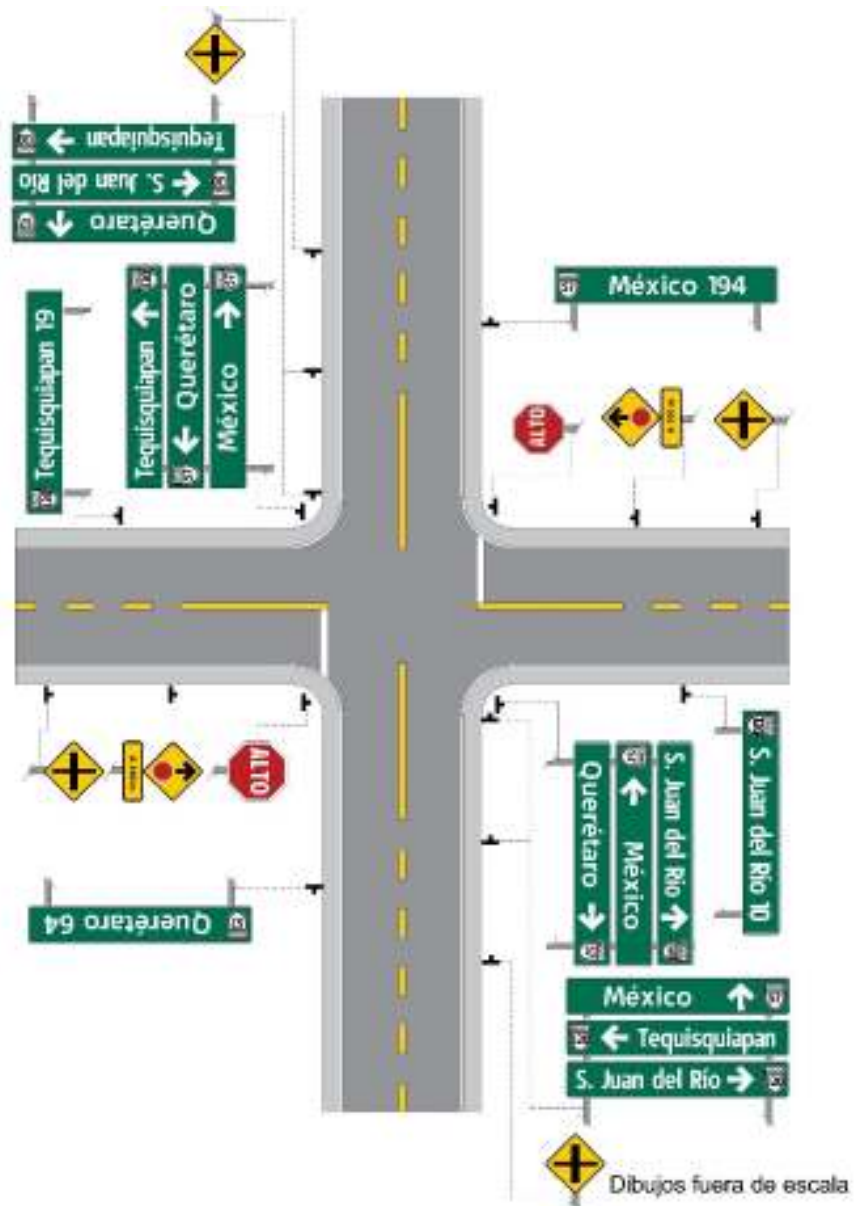 Tequisquiapan
S. Juan del Río
Querétaro
Tequisquiapan 19
Tequisquiapan
Querétaro
México
México 194
ALTO
ALTO
Querétaro 64
Querétaro
México
S. Juan del Río
S. Juan del Río 10
México
Tequisquiapan
S. Juan del Río
Dibujos fuera de escala